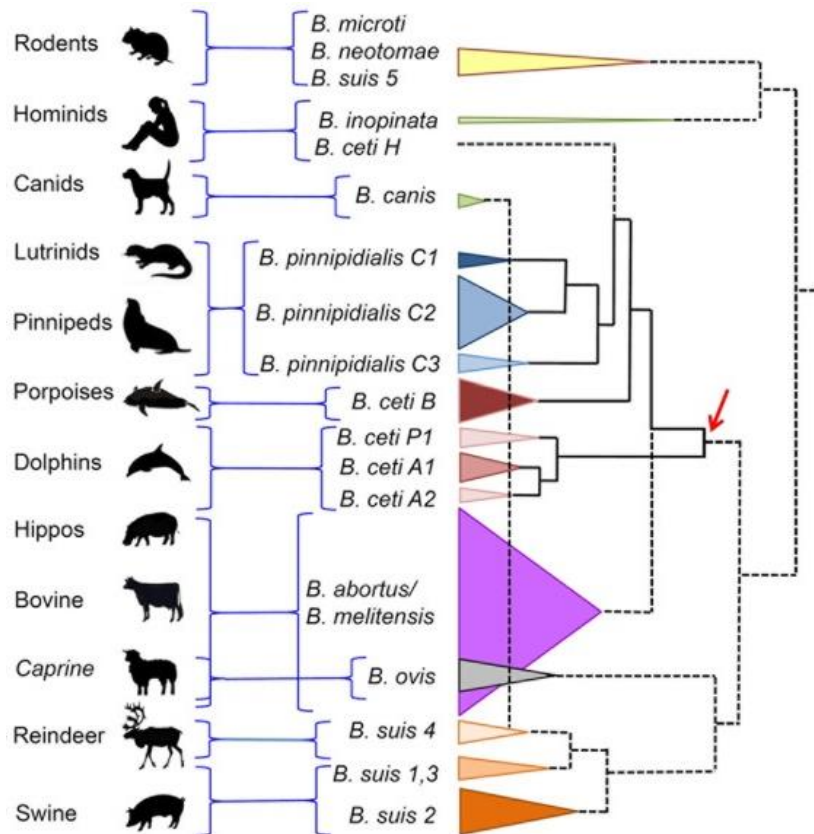 Rodents
B. microti
B. neotomae
B. suis 5
Hominids
B. inopinata
B. ceti H
Canids
B. canis
Lutrinids
B. pinnipidialis C1
Pinnipeds
B. pinnipidialis C2
B. pinnipidialis C3
Porpoises
B. ceti B
Dolphins
B. ceti P1
B. ceti A1
B. ceti A2
Hippos
Bovine
B. abortus/
B. melitensis
Caprine
B. ovis
Reindeer
B. suis 4
B. suis 1,3
Swine
B. suis 2